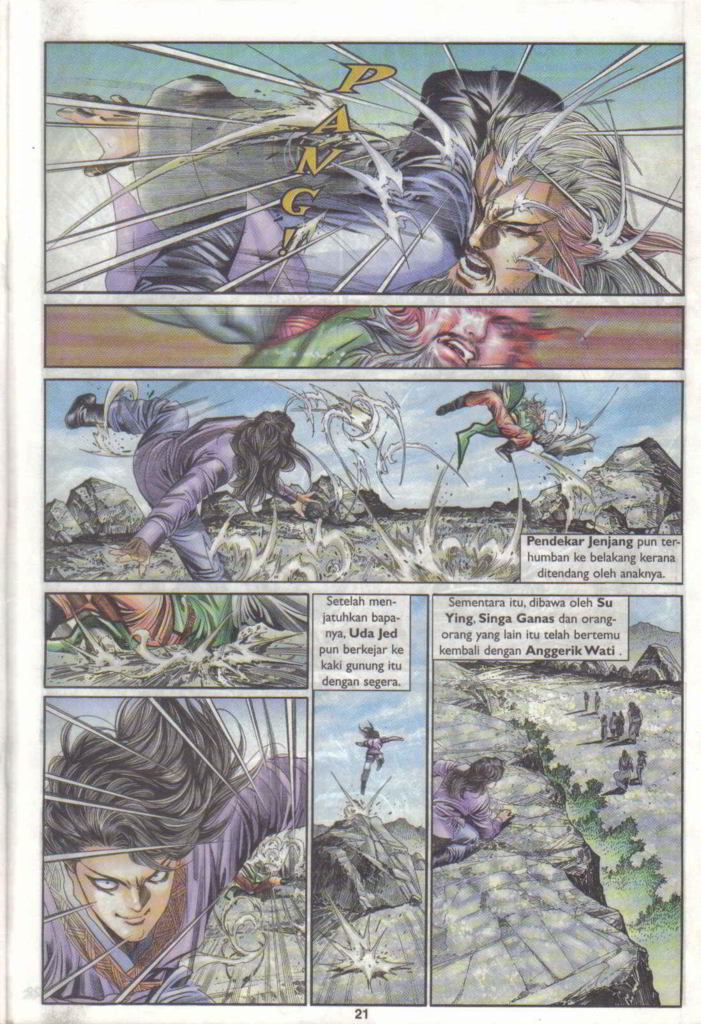 PANG!
Pendekar Jenjang pun ter-
humban ke belakang kerana
ditendang oleh anaknya.
Setelah men-
jatuhkan bapa-
nya, Uda Jed
pun berkejar ke
kaki gunung itu
dengan segera.
Sementara itu, dibawa oleh Su
Ying, Singa Ganas dan orang-
orang yang lain itu telah bertemu
kembali dengan Anggerik Wati .
21